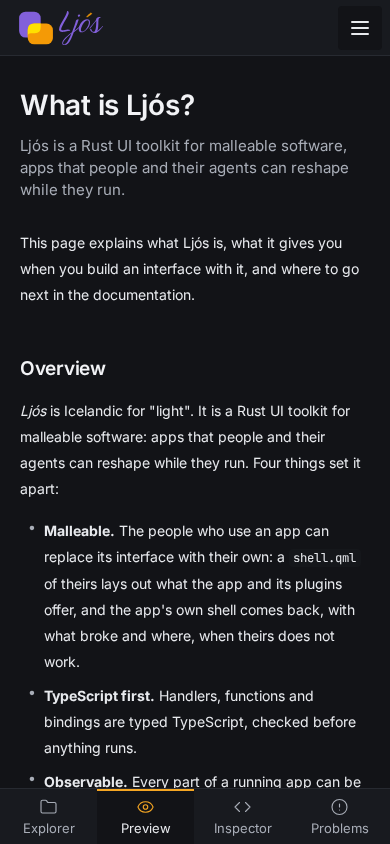 Ljós
What is Ljós?
Ljós is a Rust UI toolkit for malleable software,
apps that people and their agents can reshape
while they run.
This page explains what Ljós is, what it gives you
when you build an interface with it, and where to go
next in the documentation.
Overview
Ljós is Icelandic for "light". It is a Rust UI toolkit for
malleable software: apps that people and their
agents can reshape while they run. Four things set it
apart:
Malleable. The people who use an app can
replace its interface with their own: a shell.qml
of theirs lays out what the app and its plugins
offer, and the app's own shell comes back, with
what broke and where, when theirs does not
work.
TypeScript first. Handlers, functions and
bindings are typed TypeScript, checked before
anything runs.
Observable. Every part of a running app can be
Explorer
Preview
Inspector
Problems